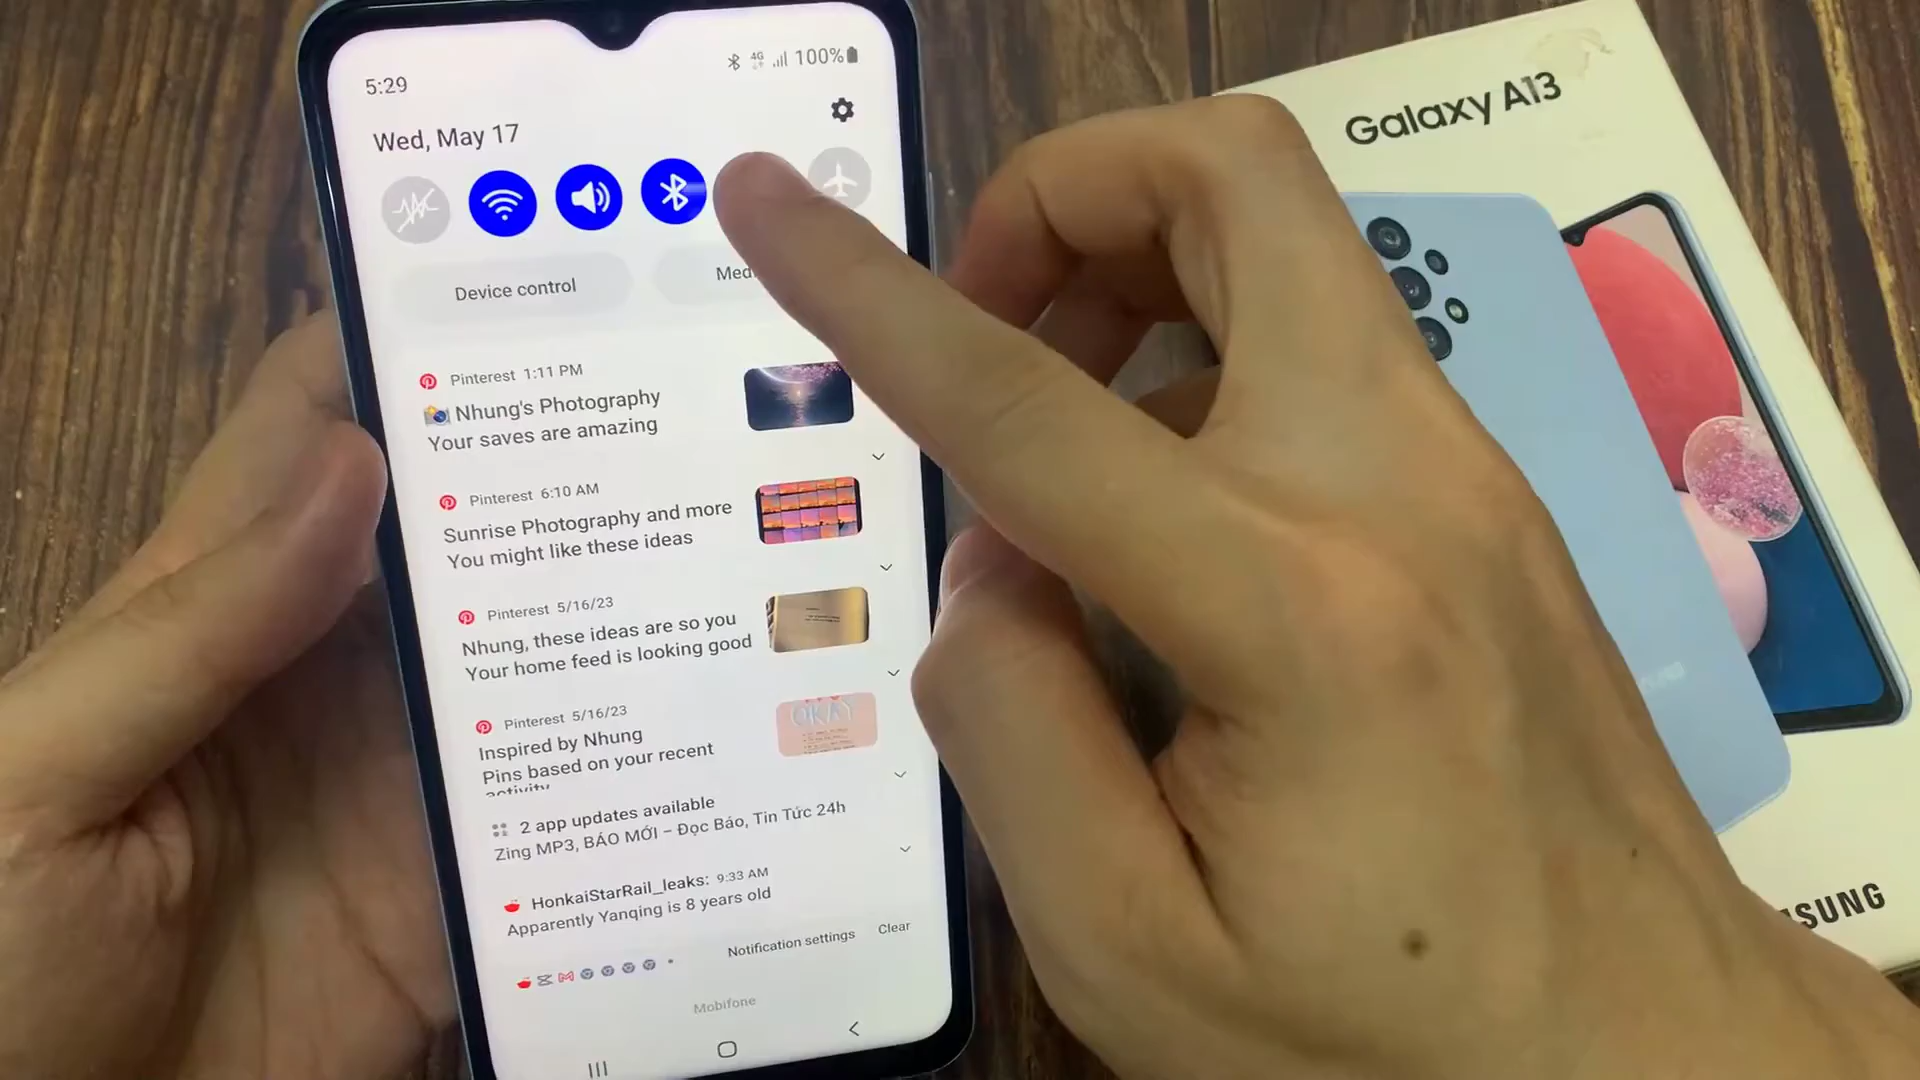 5:29
4G 100%
Wed, May 17
Device control
Pinterest 1:11 PM
Nhung's Photography
Your saves are amazing
Pinterest 6:10 AM
Sunrise Photography and more
You might like these ideas
Pinterest 5/16/23
Nhung, these ideas are so you
Your home feed is looking good
Pinterest 5/16/23
OKAY
Inspired by Nhung
Pins based on your recent
activity
2 app updates available
Zing MP3, BÁO MỚI – Đọc Báo, Tin Tức 24h
HonkaiStarRail_leaks: 9:33 AM
Apparently Yanqing is 8 years old
Notification settings Clear
Mobifone
Galaxy A13
SUNG